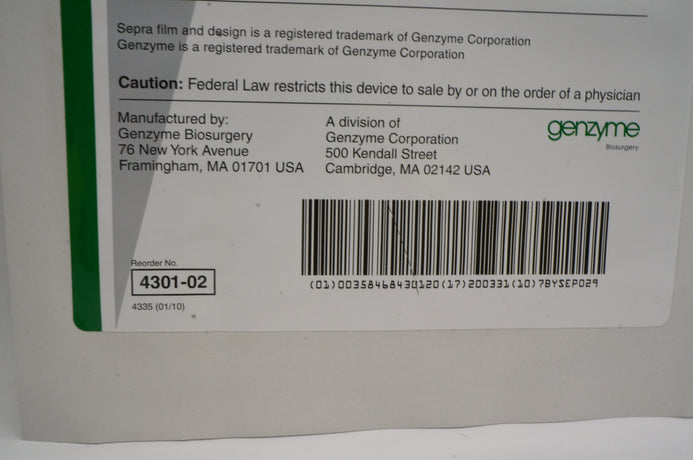 Sepra film and design is a registered trademark of Genzyme Corporation
Genzyme is a registered trademark of Genzyme Corporation
Caution: Federal Law restricts this device to sale by or on the order of a physician
Manufactured by:
Genzyme Biosurgery
76 New York Avenue
Framingham, MA 01701 USA
A division of
Genzyme Corporation
500 Kendall Street
Cambridge, MA 02142 USA
genzyme
Biosurgery
Reorder No.
4301-02
4335 (01/10)
(01)00358468430120(17)200331(10)7BYSEP029